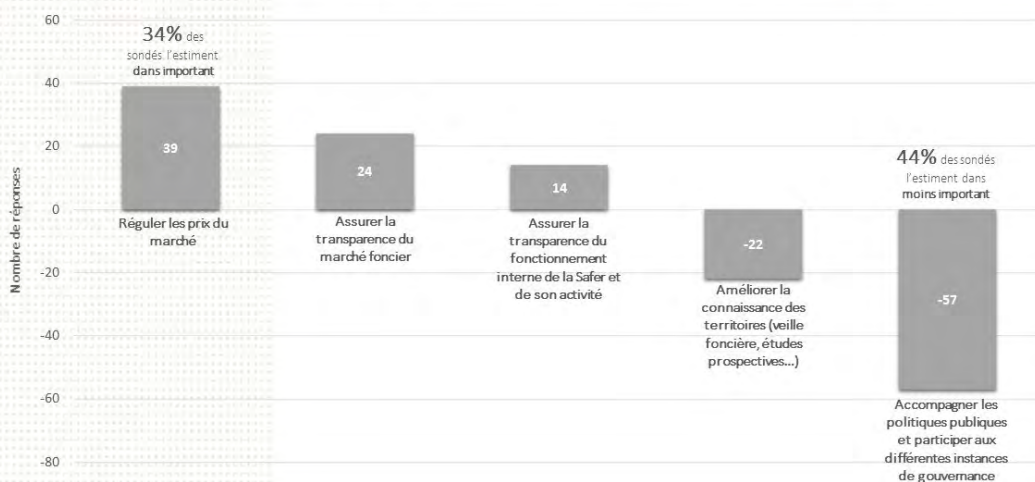 60
40
20
0
-20
-40
-60
-80
Nombre de réponses
34% des
sondés l'estiment
dans important
39
Réguler les prix du
marché
24
Assurer la
transparence du
marché foncier
14
Assurer la
transparence du
fonctionnement
interne de la Safer et
de son activité
-22
Améliorer la
connaissance des
territoires (veille
foncière, études
prospectives...)
44% des sondés
l'estiment dans
moins important
-57
Accompagner les
politiques publiques
et participer aux
différentes instances
de gouvernance